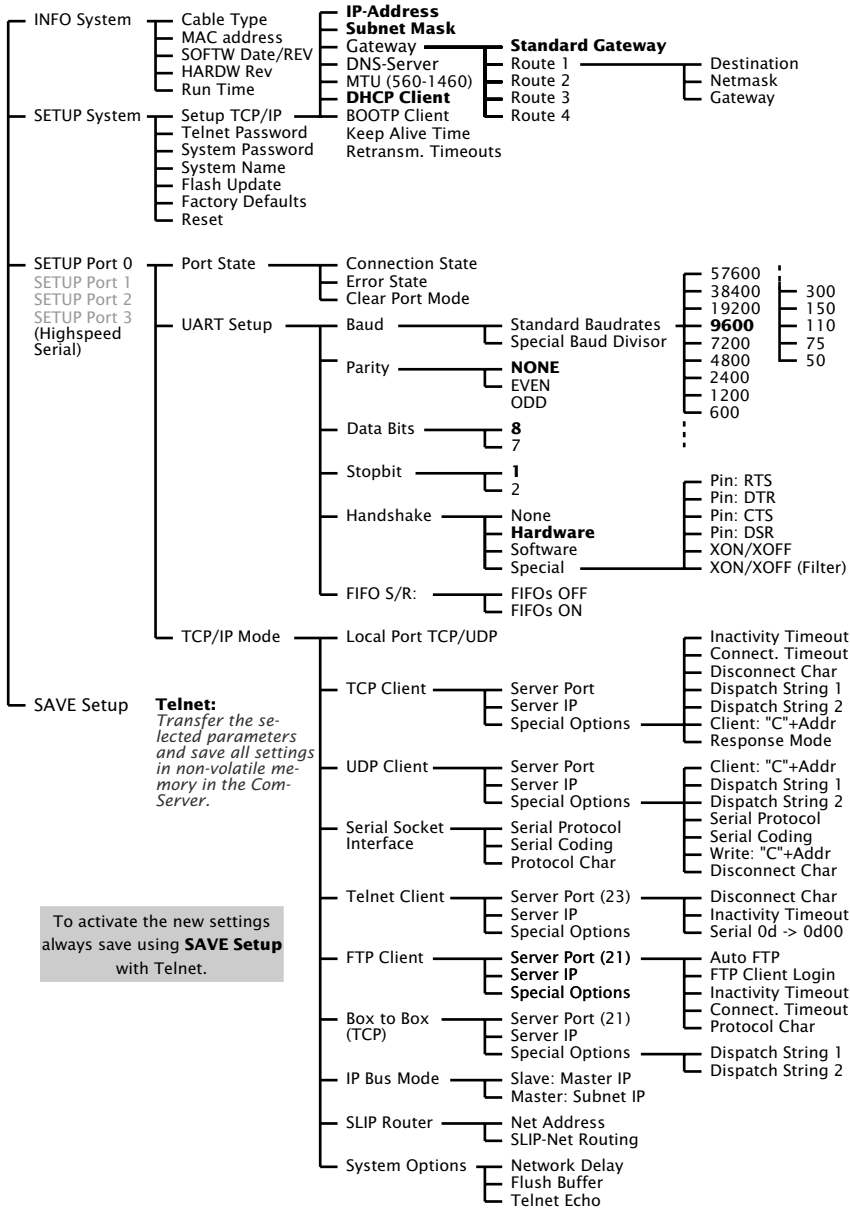 INFO System
Cable Type
MAC address
SOFTW Date/REV
HARDW Rev
Run Time
SETUP System
Setup TCP/IP
Telnet Password
System Password
System Name
Flash Update
Factory Defaults
Reset
IP-Address
Subnet Mask
Gateway
DNS-Server
MTU (560-1460)
DHCP Client
BOOTP Client
Keep Alive Time
Retransm. Timeouts
Standard Gateway
Route 1
Route 2
Route 3
Route 4
Destination
Netmask
Gateway
SETUP Port 0
SETUP Port 1
SETUP Port 2
SETUP Port 3
(Highspeed
Serial)
Port State
Connection State
Error State
Clear Port Mode
UART Setup
Baud
Standard Baudrates
Special Baud Divisor
57600
38400
19200
9600
7200
4800
2400
1200
600
300
150
110
75
50
Parity
NONE
EVEN
ODD
Data Bits
8
7
Stopbit
1
2
Handshake
None
Hardware
Software
Special
Pin: RTS
Pin: DTR
Pin: CTS
Pin: DSR
XON/XOFF
XON/XOFF (Filter)
FIFO S/R:
FIFOs OFF
FIFOs ON
TCP/IP Mode
Local Port TCP/UDP
TCP Client
Server Port
Server IP
Special Options
Inactivity Timeout
Connect. Timeout
Disconnect Char
Dispatch String 1
Dispatch String 2
Client: "C"+Addr
Response Mode
UDP Client
Server Port
Server IP
Special Options
Client: "C"+Addr
Dispatch String 1
Dispatch String 2
Serial Protocol
Serial Coding
Write: "C"+Addr
Disconnect Char
Serial Socket
Interface
Serial Protocol
Serial Coding
Protocol Char
Telnet Client
Server Port (23)
Server IP
Special Options
Disconnect Char
Inactivity Timeout
Serial 0d -> 0d00
FTP Client
Server Port (21)
Server IP
Special Options
Auto FTP
FTP Client Login
Inactivity Timeout
Connect. Timeout
Protocol Char
Box to Box
(TCP)
Server Port (21)
Server IP
Special Options
Dispatch String 1
Dispatch String 2
IP Bus Mode
Slave: Master IP
Master: Subnet IP
SLIP Router
Net Address
SLIP-Net Routing
System Options
Network Delay
Flush Buffer
Telnet Echo
SAVE Setup
Telnet:
Transfer the se-
lected parameters
and save all settings
in non-volatile me-
mory in the Com-
Server.
To activate the new settings
always save using SAVE Setup
with Telnet.